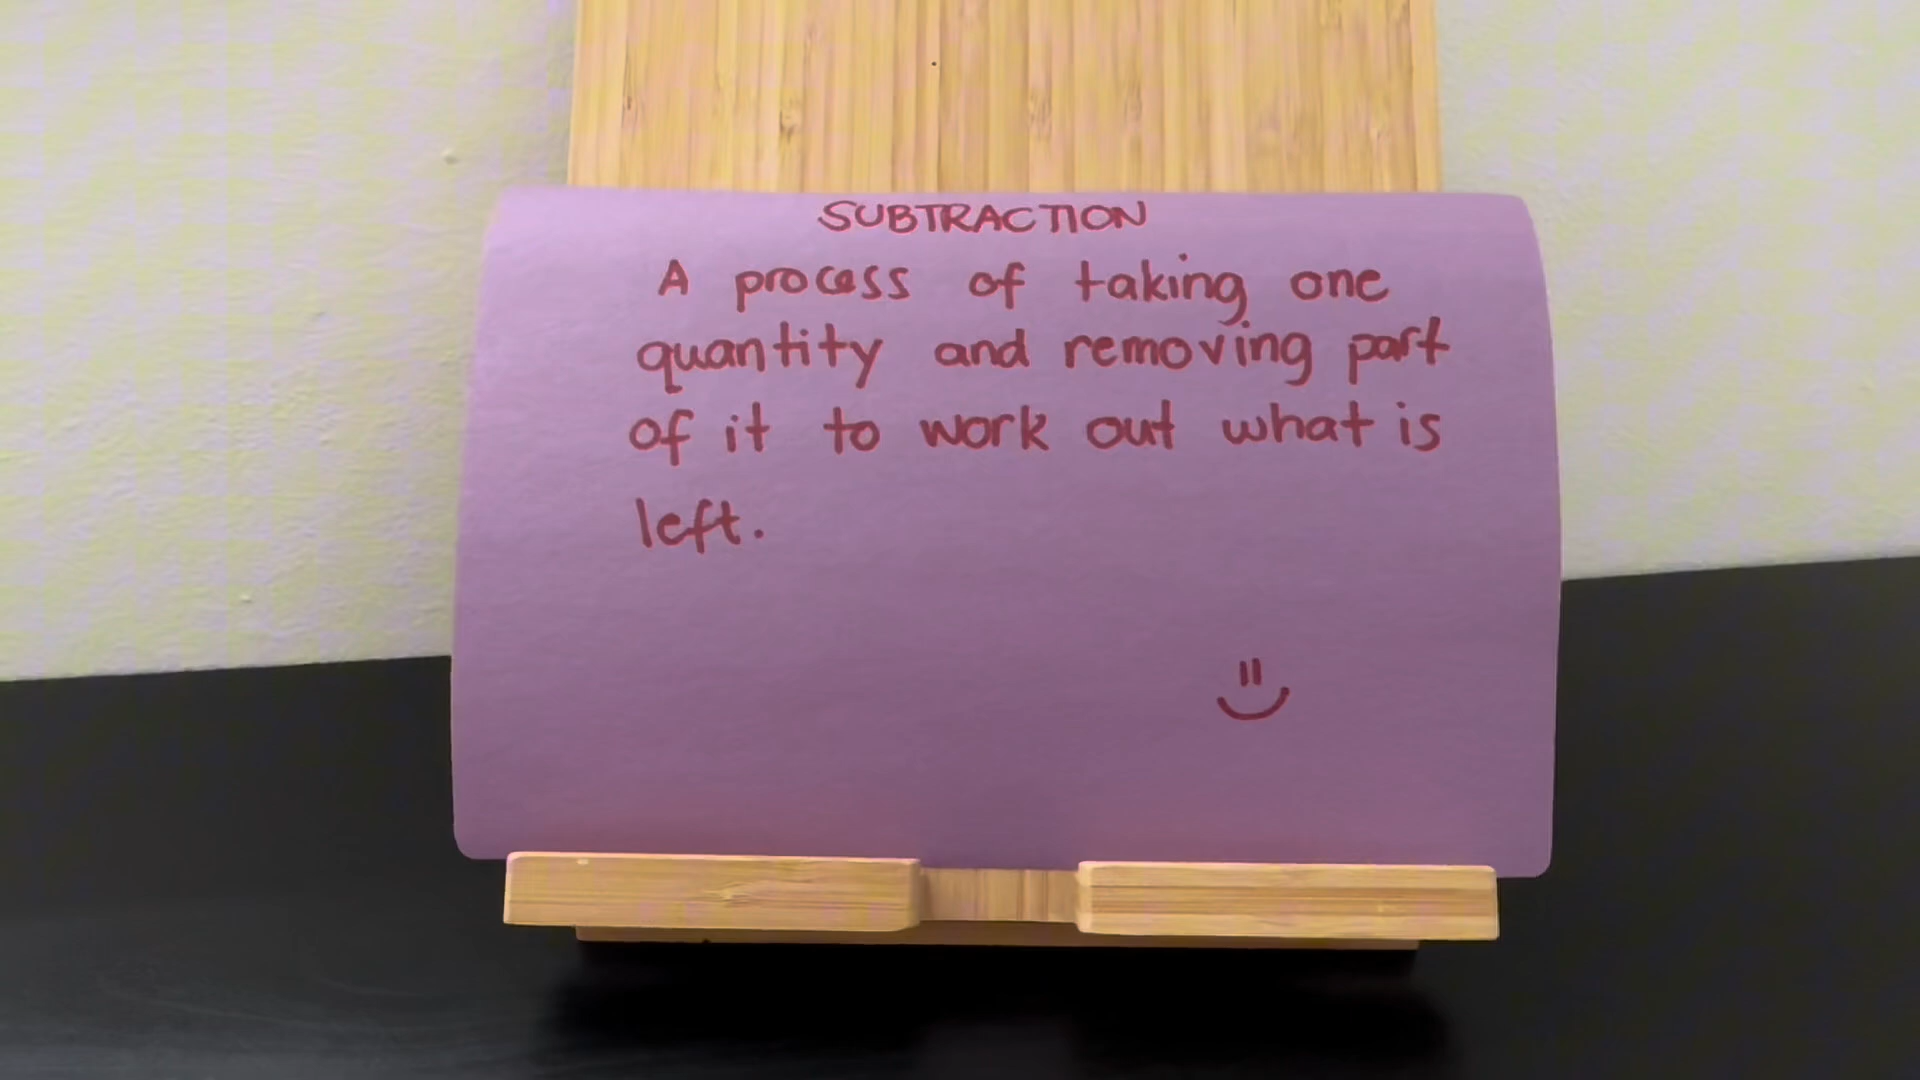 SUBTRACTION
A process of taking one
quantity and removing part
of it to work out what is
left.